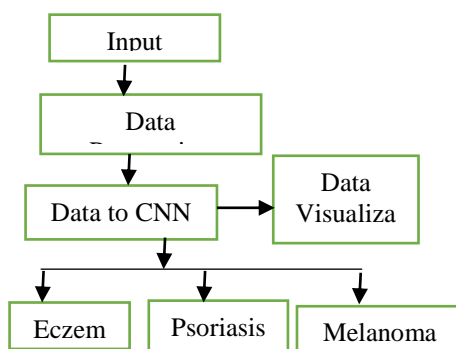 Input
Data
Data to CNN
Data
Visualiza
Eczem
Psoriasis
Melanoma